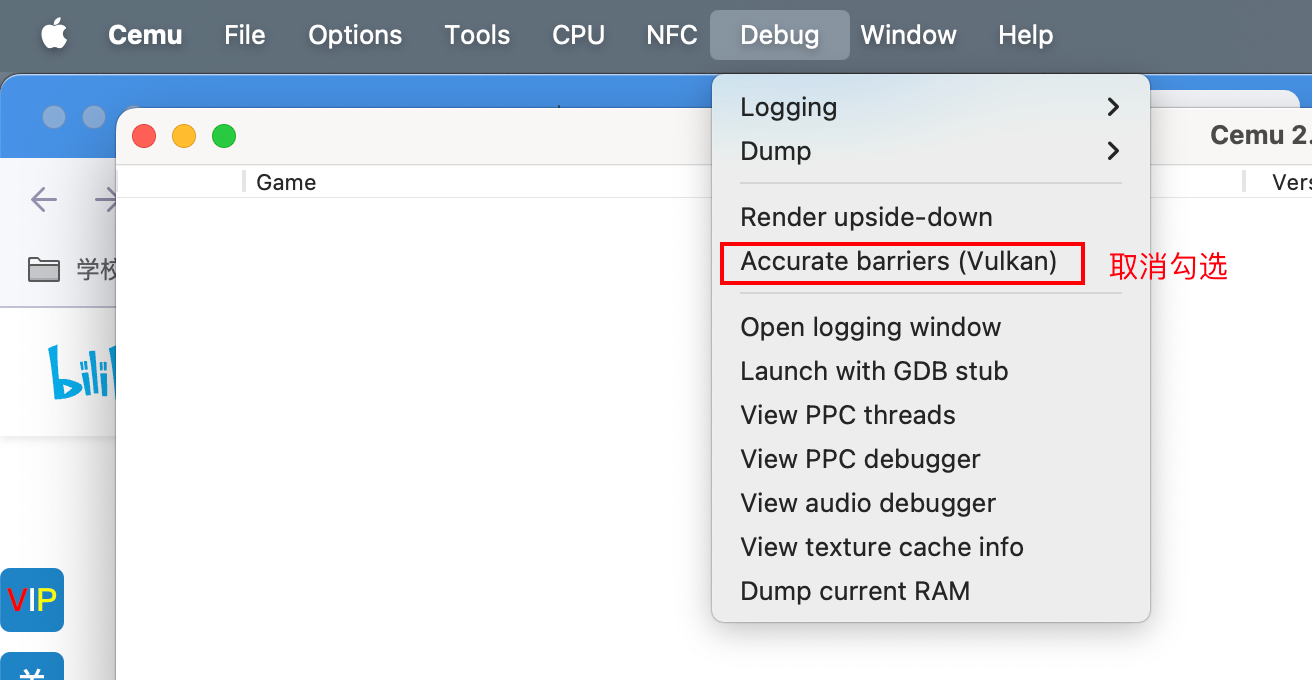 Cemu File Options Tools CPU NFC Debug Window Help
Cemu 2.
Game
Vers
学校
VIP
Logging
Dump
Render upside-down
Accurate barriers (Vulkan)
取消勾选
Open logging window
Launch with GDB stub
View PPC threads
View PPC debugger
View audio debugger
View texture cache info
Dump current RAM